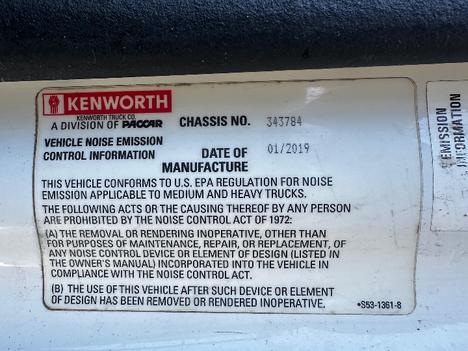 KENWORTH
KENWORTH TRUCK CO.
A DIVISION OF PACCAR
CHASSIS NO. 343784
VEHICLE NOISE EMISSION
CONTROL INFORMATION
DATE OF MANUFACTURE 01/2019
THIS VEHICLE CONFORMS TO U.S. EPA REGULATION FOR NOISE
EMISSION APPLICABLE TO MEDIUM AND HEAVY TRUCKS.
THE FOLLOWING ACTS OR THE CAUSING THEREOF BY ANY PERSON
ARE PROHIBITED BY THE NOISE CONTROL ACT OF 1972:
(A) THE REMOVAL OR RENDERING INOPERATIVE, OTHER THAN
FOR PURPOSES OF MAINTENANCE, REPAIR, OR REPLACEMENT, OF
ANY NOISE CONTROL DEVICE OR ELEMENT OF DESIGN (LISTED IN
THE OWNER'S MANUAL) INCORPORATED INTO THE VEHICLE IN
COMPLIANCE WITH THE NOISE CONTROL ACT.
(B) THE USE OF THIS VEHICLE AFTER SUCH DEVICE OR ELEMENT
OF DESIGN HAS BEEN REMOVED OR RENDERED INOPERATIVE.
*S53-1361-8
EMISSION
INFORMATION